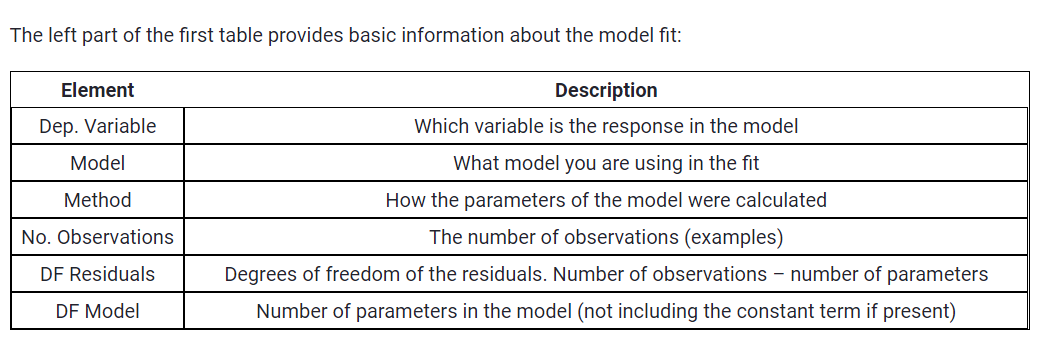 The left part of the first table provides basic information about the model fit:
Element Description
Dep. Variable Which variable is the response in the model
Model What model you are using in the fit
Method How the parameters of the model were calculated
No. Observations The number of observations (examples)
DF Residuals Degrees of freedom of the residuals. Number of observations – number of parameters
DF Model Number of parameters in the model (not including the constant term if present)